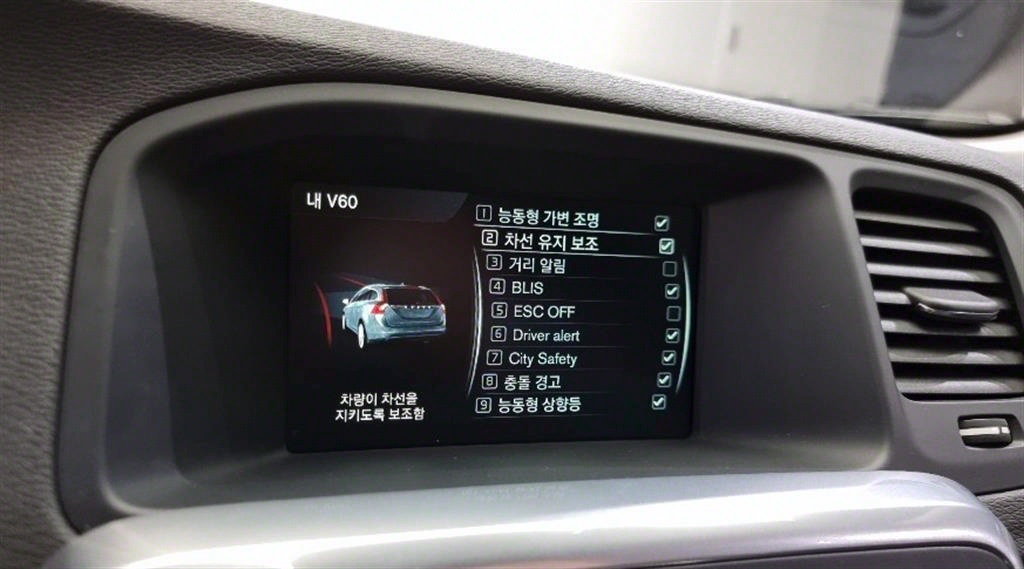 내 V60
1 능동형 가변 조명
2 차선 유지 보조
3 거리 알림
4 BLIS
5 ESC OFF
6 Driver alert
7 City Safety
8 충돌 경고
9 능동형 상향등
차량이 차선을
지키도록 보조함